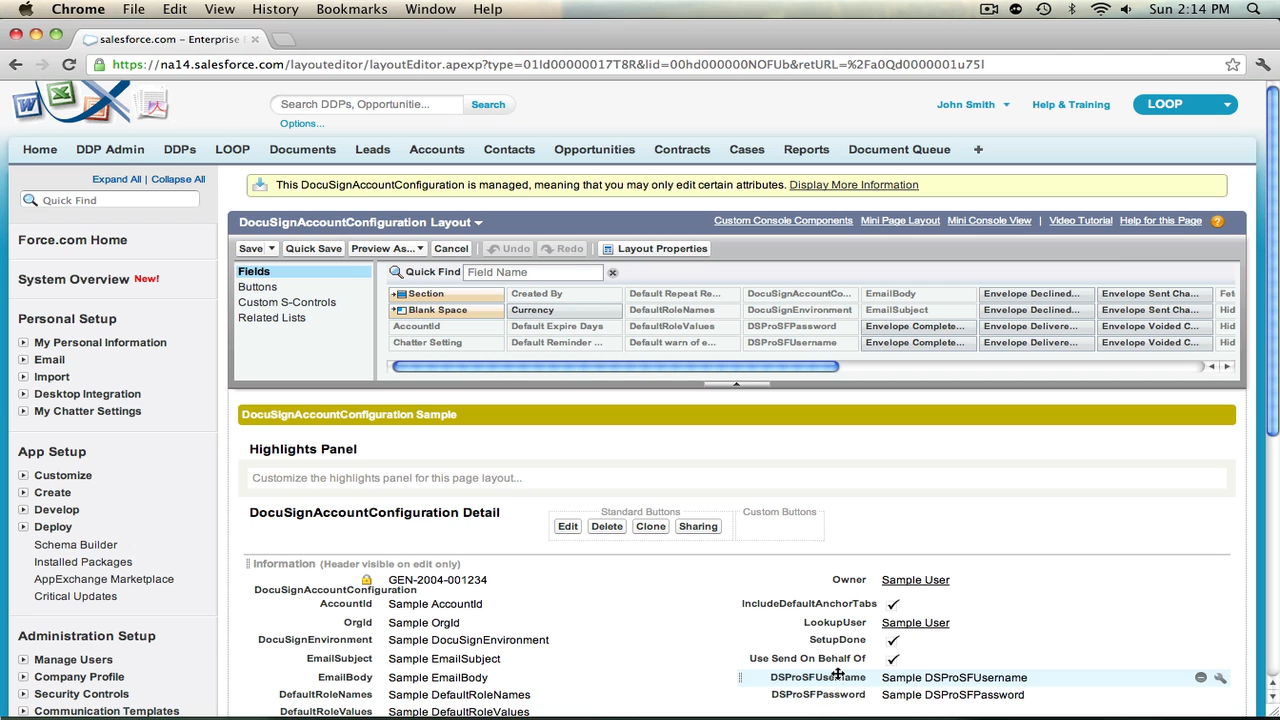 Chrome File Edit View History Bookmarks Window Help Sun 2:14 PM
salesforce.com – Enterprise
https://na14.salesforce.com/layouteditor/layoutEditor.apexp?type=01Id00000017T8R&lid=00hd000000NOFUb&retURL=%2Fa0Qd0000001u75l
Search DDPs, Opportunitie... Search John Smith Help & Training LOOP
Options...
Home DDP Admin DDPs LOOP Documents Leads Accounts Contacts Opportunities Contracts Cases Reports Document Queue +
Expand All | Collapse All
Quick Find
Force.com Home
System Overview New!
Personal Setup
My Personal Information
Email
Import
Desktop Integration
My Chatter Settings
App Setup
Customize
Create
Develop
Deploy
Schema Builder
Installed Packages
AppExchange Marketplace
Critical Updates
Administration Setup
Manage Users
Company Profile
Security Controls
Communication Templates
This DocuSignAccountConfiguration is managed, meaning that you may only edit certain attributes. Display More Information
DocuSignAccountConfiguration Layout Custom Console Components Mini Page Layout Mini Console View | Video Tutorial Help for this Page ?
Save Quick Save Preview As... Cancel Undo Redo Layout Properties
Fields
Buttons
Custom S-Controls
Related Lists
Quick Find Field Name
Section Created By Default Repeat Re... DocuSignAccountCo... EmailBody Envelope Declined... Envelope Sent Cha... Fet
Blank Space Currency DefaultRoleNames DocuSignEnvironment EmailSubject Envelope Declined... Envelope Sent Cha... Hid
AccountId Default Expire Days DefaultRoleValues DSProSFPassword Envelope Complete... Envelope Delivere... Envelope Voided C... Hid
Chatter Setting Default Reminder ... Default warn of e... DSProSFUsername Envelope Complete... Envelope Delivere... Envelope Voided C... Hid
DocuSignAccountConfiguration Sample
Highlights Panel
Customize the highlights panel for this page layout...
DocuSignAccountConfiguration Detail
Standard Buttons Custom Buttons
Edit Delete Clone Sharing
Information (Header visible on edit only)
DocuSignAccountConfiguration GEN-2004-001234 Owner Sample User
AccountId Sample AccountId IncludeDefaultAnchorTabs
OrgId Sample OrgId LookupUser Sample User
DocuSignEnvironment Sample DocuSignEnvironment SetupDone
EmailSubject Sample EmailSubject Use Send On Behalf Of
EmailBody Sample EmailBody DSProSFUsername Sample DSProSFUsername
DefaultRoleNames Sample DefaultRoleNames DSProSFPassword Sample DSProSFPassword
DefaultRoleValues Sample DefaultRoleValues